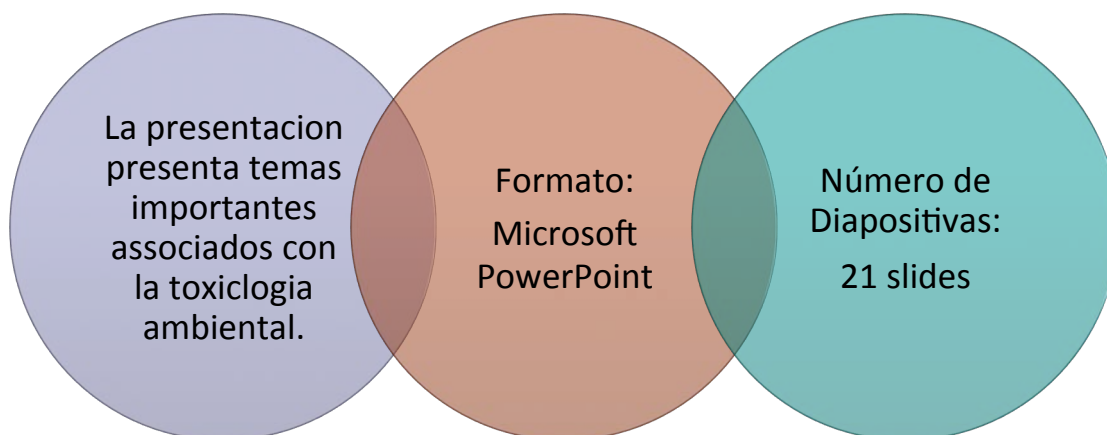 La presentacion
presenta temas
importantes
associados con
la toxiclogia
ambiental.
Formato:
Microsoft
PowerPoint
Número de
Diapositivas:
21 slides